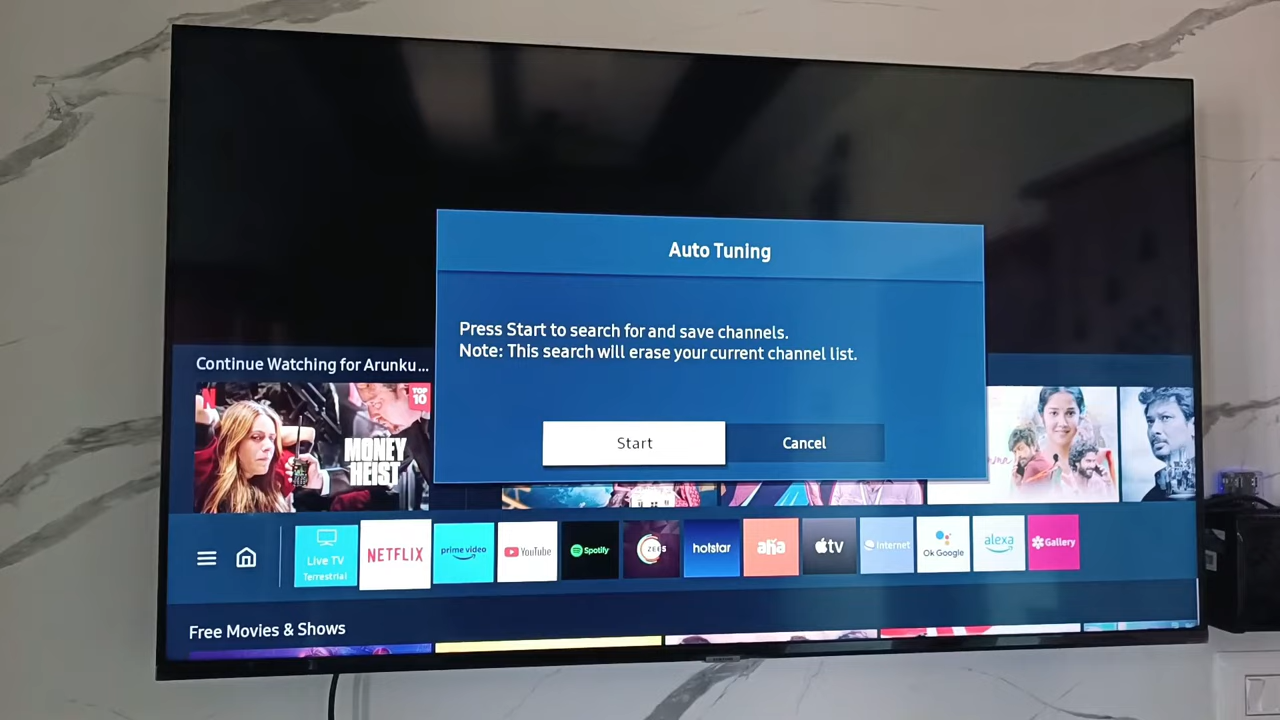 Auto Tuning
Press Start to search for and save channels.
Note: This search will erase your current channel list.
Start
Cancel
Continue Watching for Arunku...
N
TOP
10
MONEY
HEIST
Live TV
Terrestrial
NETFLIX
prime video
YouTube
Spotify
ZEE5
hotstar
aha
tv
Internet
Ok Google
alexa
Gallery
Free Movies & Shows